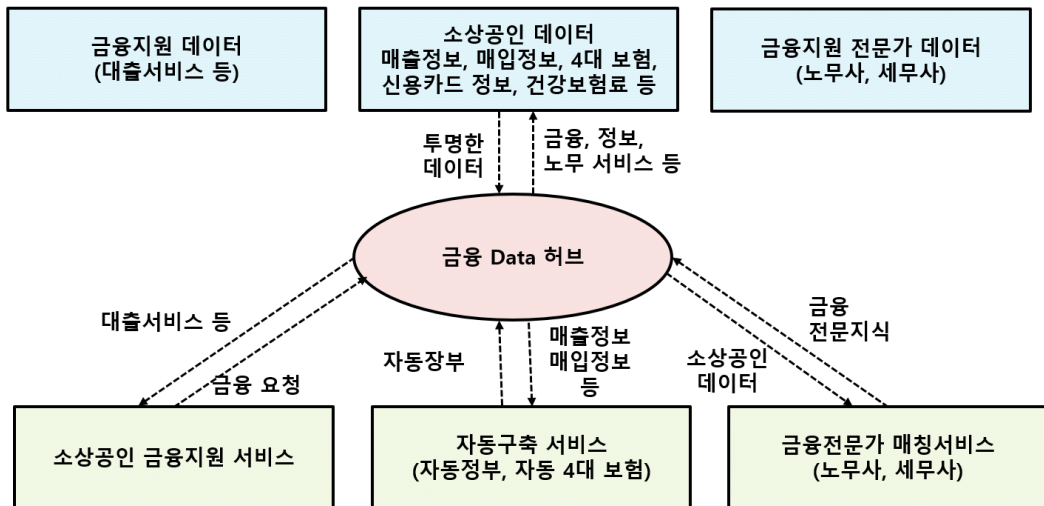 금융지원 데이터
(대출서비스 등)
소상공인 데이터
매출정보, 매입정보, 4대 보험,
신용카드 정보, 건강보험료 등
금융지원 전문가 데이터
(노무사, 세무사)
투명한
데이터
금융, 정보,
노무 서비스 등
금융 Data 허브
대출서비스 등
금융 요청
자동장부
매출정보
매입정보
등
소상공인
데이터
금융
전문지식
소상공인 금융지원 서비스
자동구축 서비스
(자동정부, 자동 4대 보험)
금융전문가 매칭서비스
(노무사, 세무사)